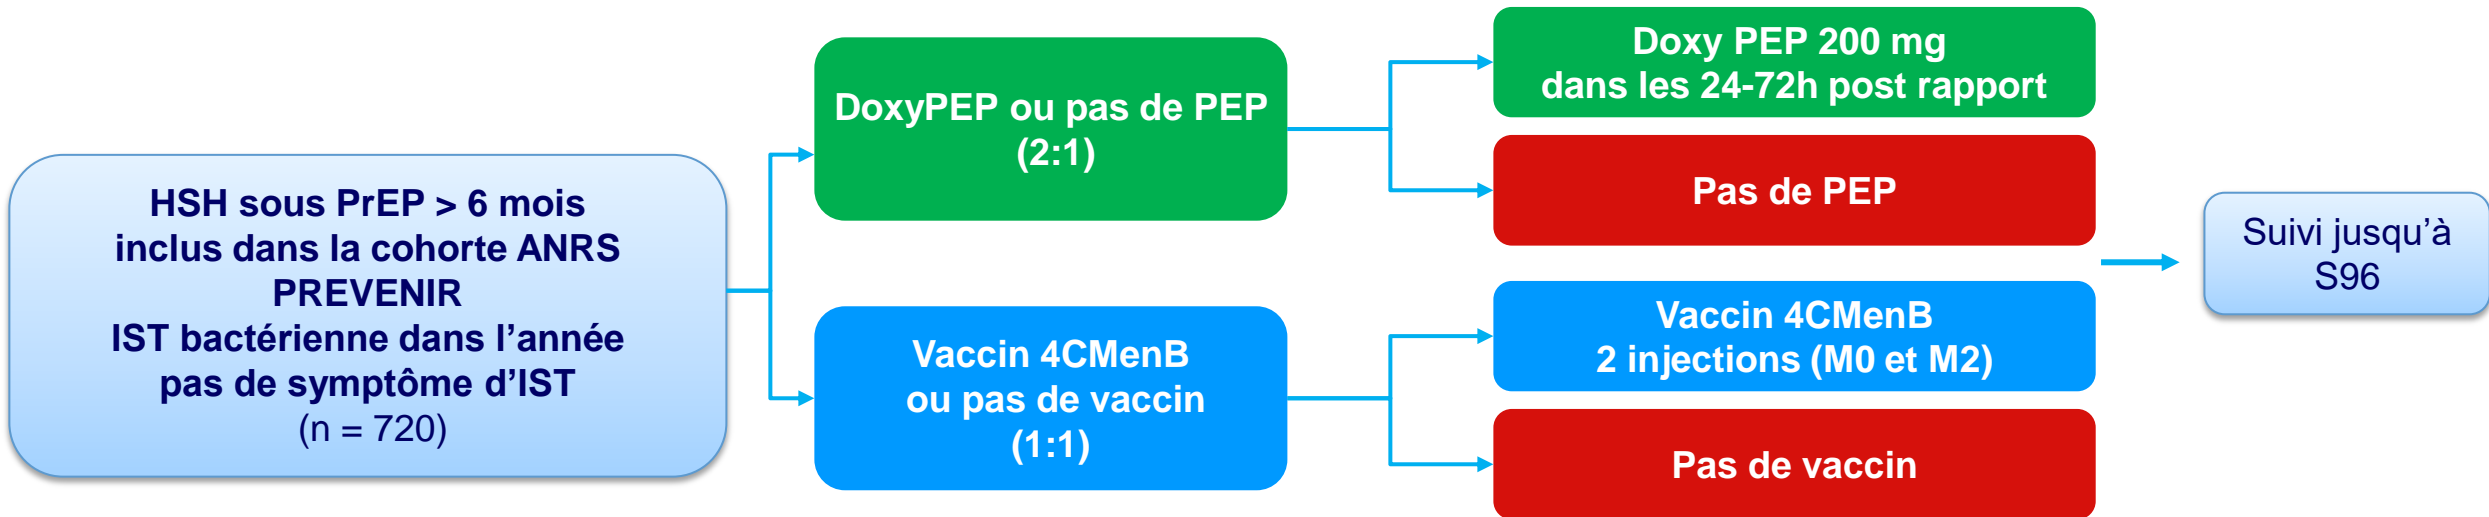 HSH sous PrEP > 6 mois
inclus dans la cohorte ANRS
PREVENIR
IST bactérienne dans l'année
pas de symptôme d'IST
(n = 720)
DoxyPEP ou pas de PEP
(2:1)
Vaccin 4CMenB
ou pas de vaccin
(1:1)
Doxy PEP 200 mg
dans les 24-72h post rapport
Pas de PEP
Vaccin 4CMenB
2 injections (M0 et M2)
Pas de vaccin
Suivi jusqu'à
S96